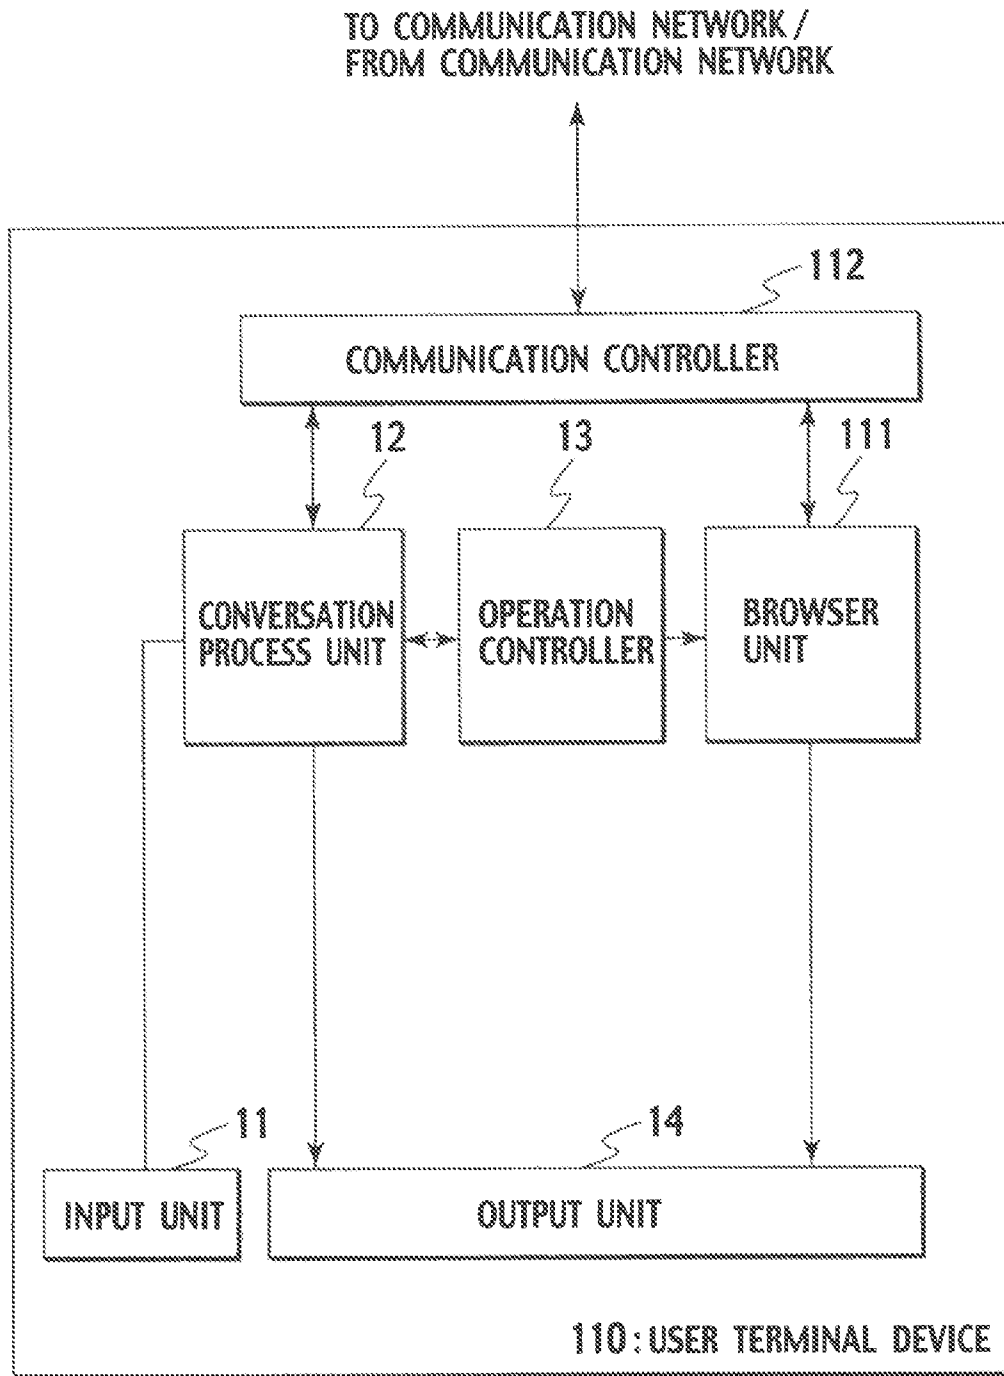 TO COMMUNICATION NETWORK /
FROM COMMUNICATION NETWORK
112
COMMUNICATION CONTROLLER
12
13
111
CONVERSATION
PROCESS UNIT
OPERATION
CONTROLLER
BROWSER
UNIT
11
14
INPUT UNIT
OUTPUT UNIT
110 : USER TERMINAL DEVICE